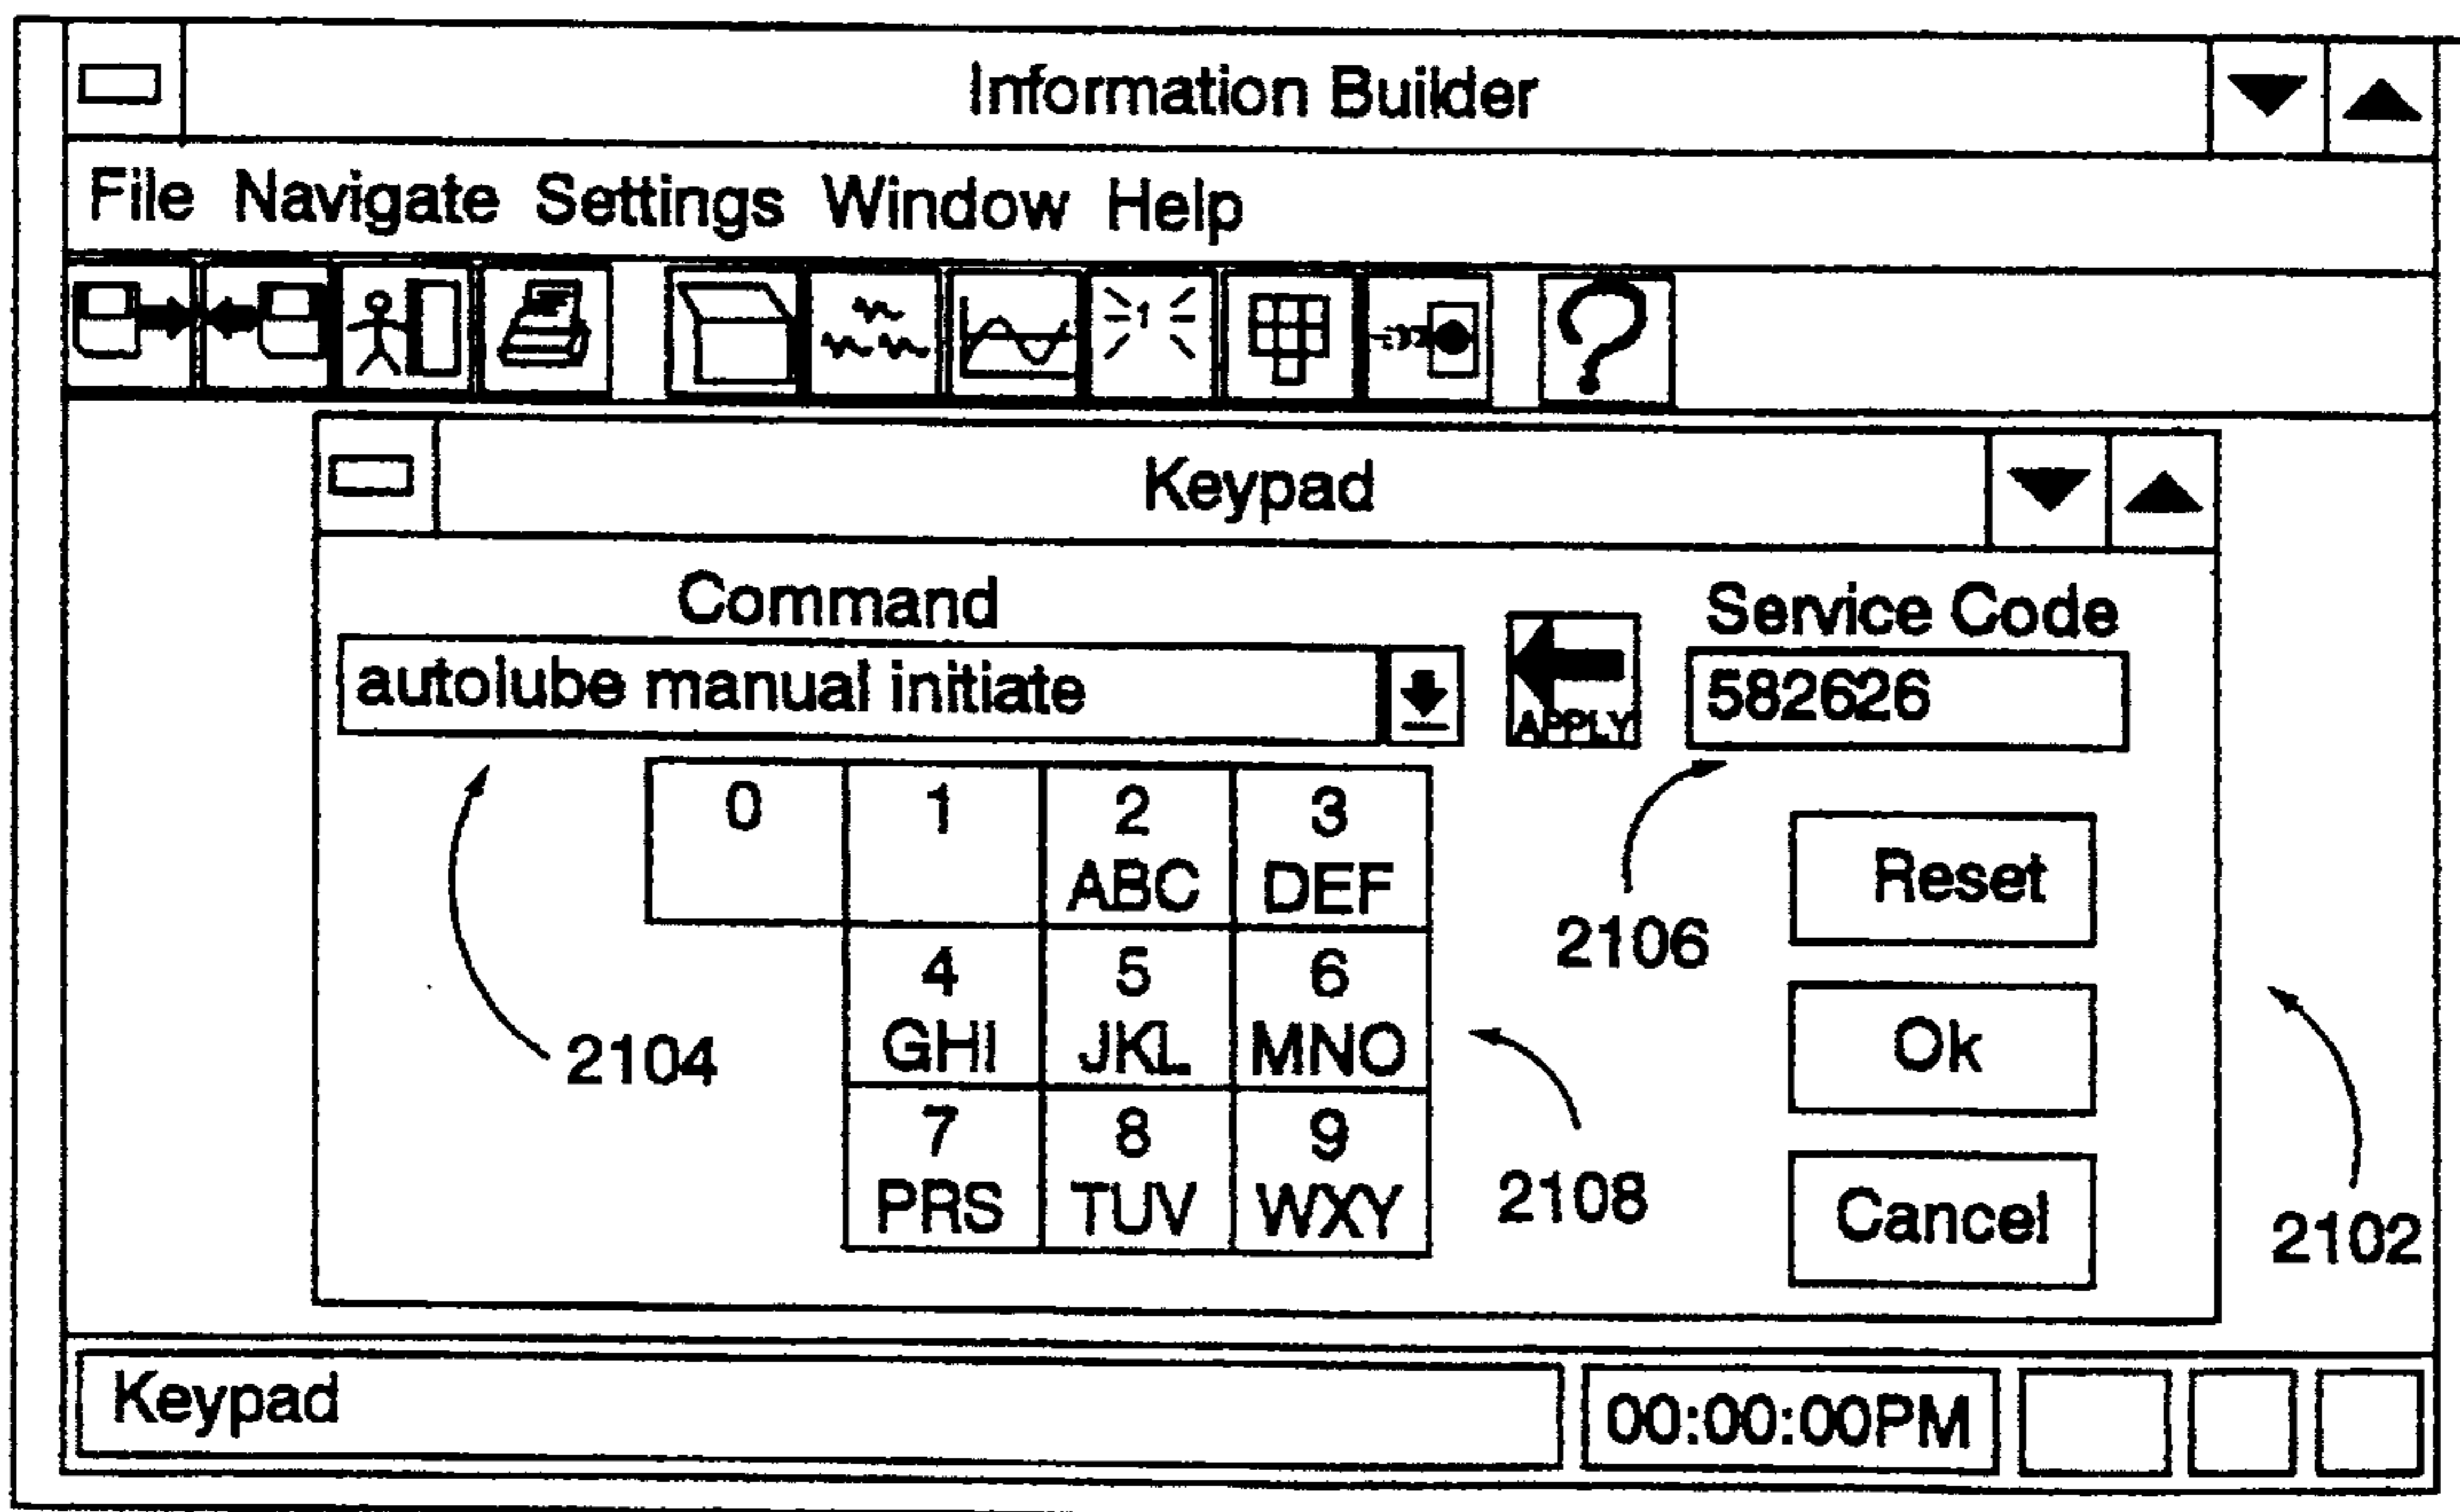 Information Builder
File Navigate Settings Window Help
1
Keypad
Command
Service Code
autolube manual initiate
APPLY
582626
0 1 2 3
ABC DEF
Reset
2106
4 5 6
GHI JKL MNO
Ok
2104
7 8 9
PRS TUV WXY
2108
Cancel
2102
Keypad
00:00:00PM